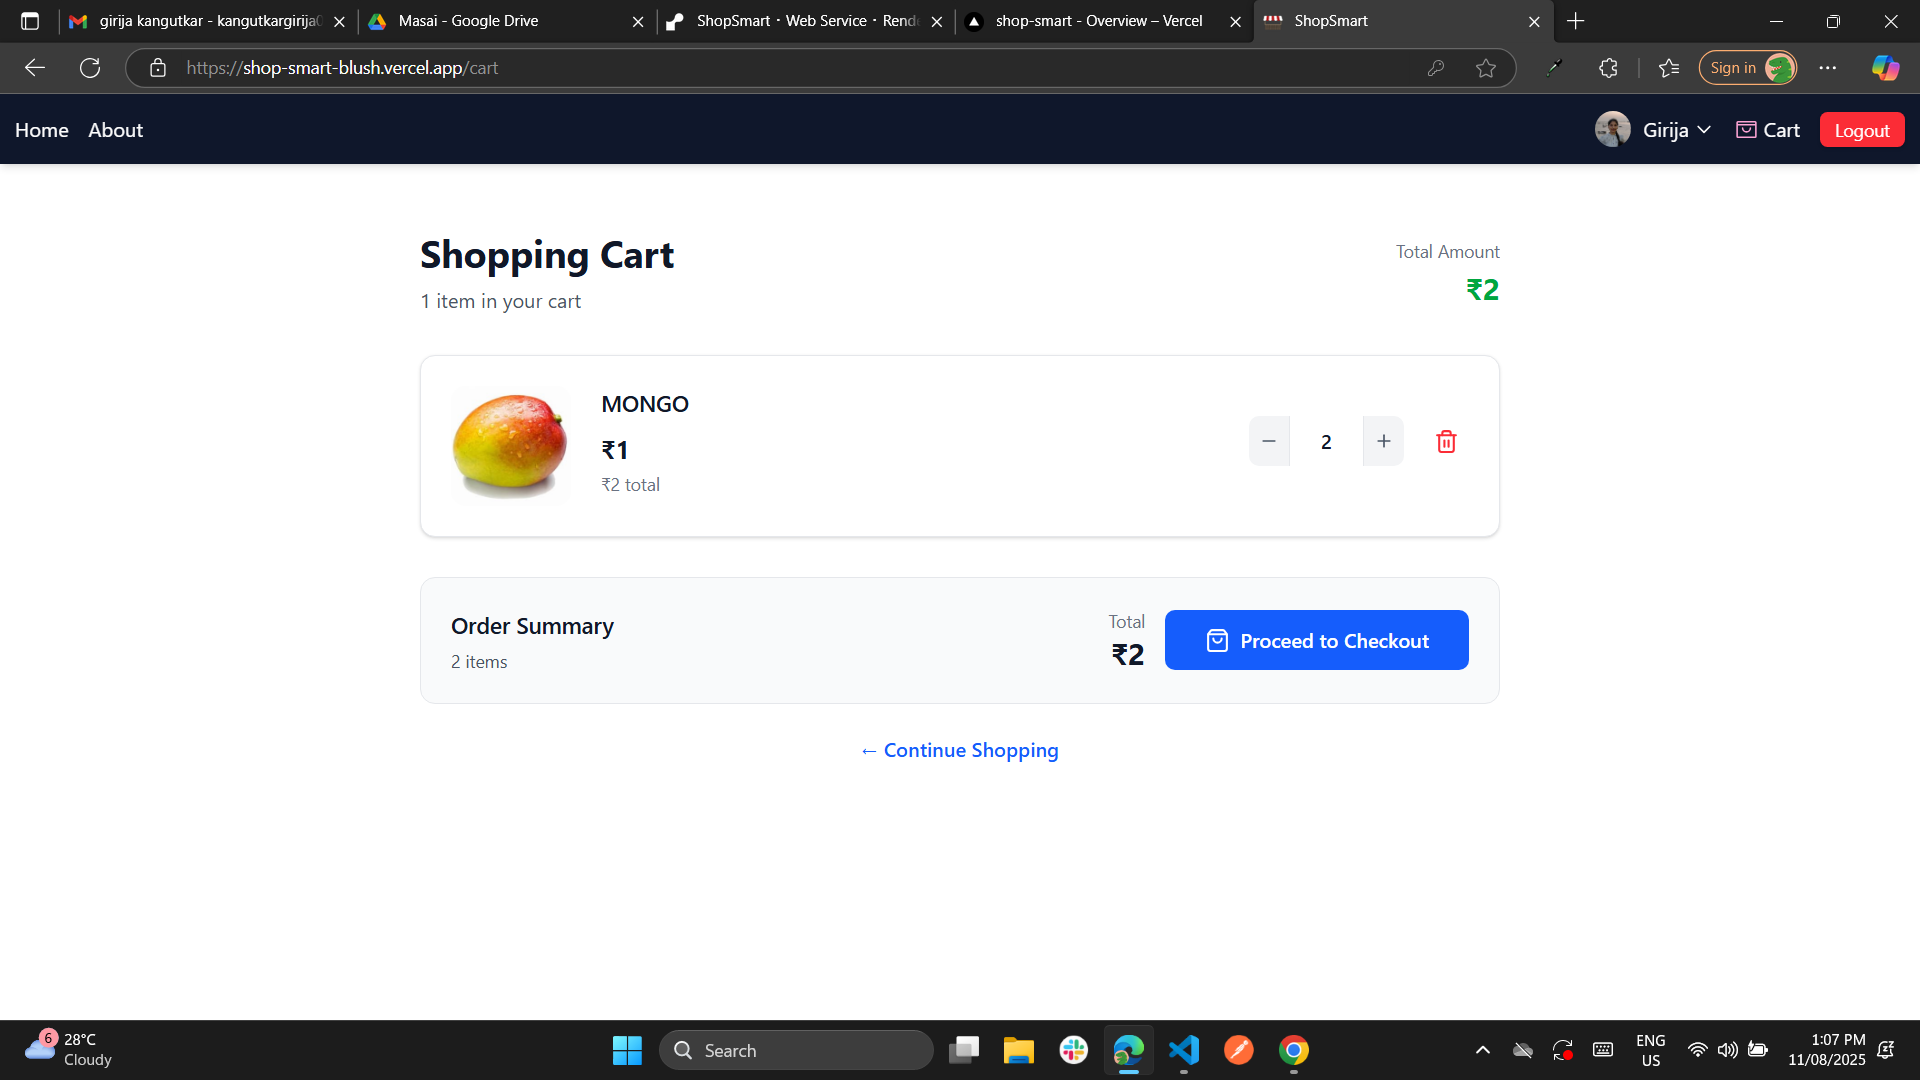 girija kangutkar - kangutkargirija
Masai - Google Drive
ShopSmart · Web Service · Rende
shop-smart - Overview – Vercel
ShopSmart
https://shop-smart-blush.vercel.app/cart
Sign in
Home
About
Girija
Cart
Logout
Shopping Cart
1 item in your cart
Total Amount
₹2
MONGO
₹1
₹2 total
− 2 +
Order Summary
2 items
Total
₹2
Proceed to Checkout
← Continue Shopping
6
28°C
Cloudy
Search
ENG
US
1:07 PM
11/08/2025